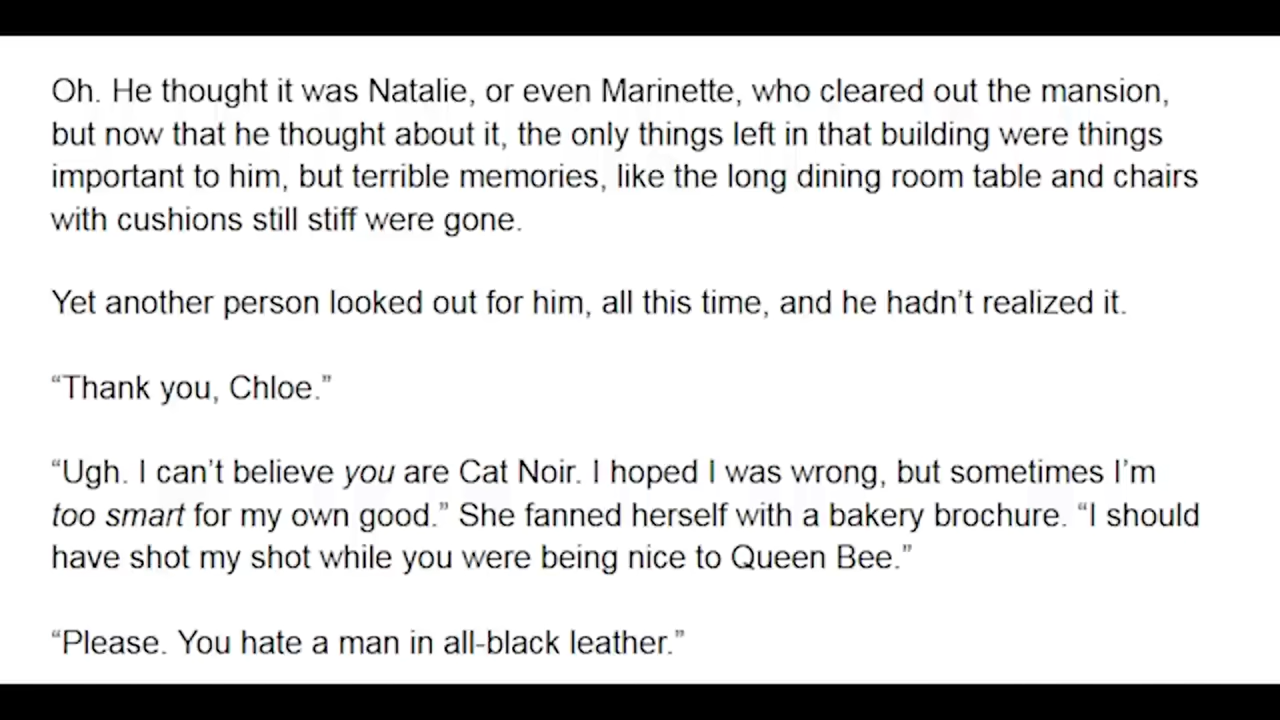 Oh. He thought it was Natalie, or even Marinette, who cleared out the mansion,
but now that he thought about it, the only things left in that building were things
important to him, but terrible memories, like the long dining room table and chairs
with cushions still stiff were gone.
Yet another person looked out for him, all this time, and he hadn’t realized it.
“Thank you, Chloe.”
“Ugh. I can’t believe you are Cat Noir. I hoped I was wrong, but sometimes I’m
too smart for my own good.” She fanned herself with a bakery brochure. “I should
have shot my shot while you were being nice to Queen Bee.”
“Please. You hate a man in all-black leather.”